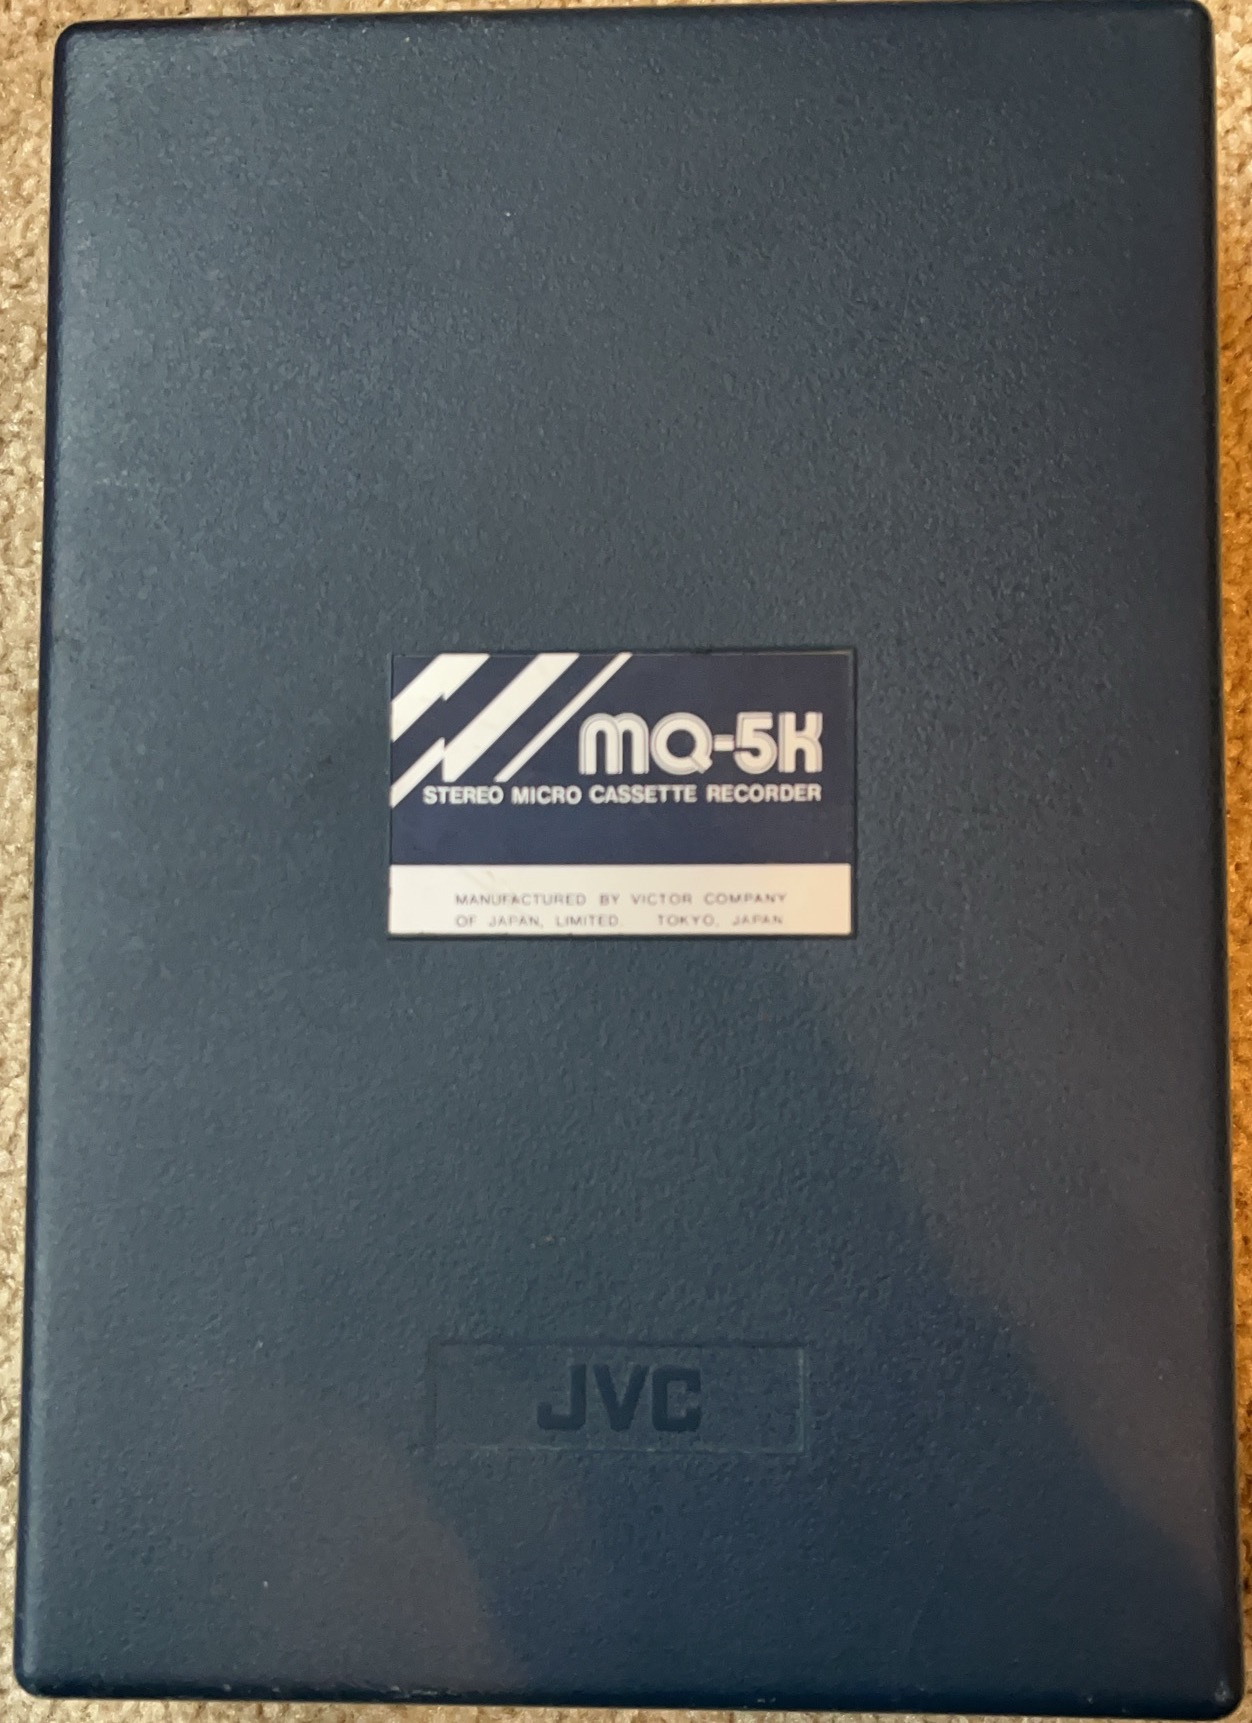 MQ-5K
STEREO MICRO CASSETTE RECORDER
MANUFACTURED BY VICTOR COMPANY
OF JAPAN, LIMITED. TOKYO, JAPAN
JVC